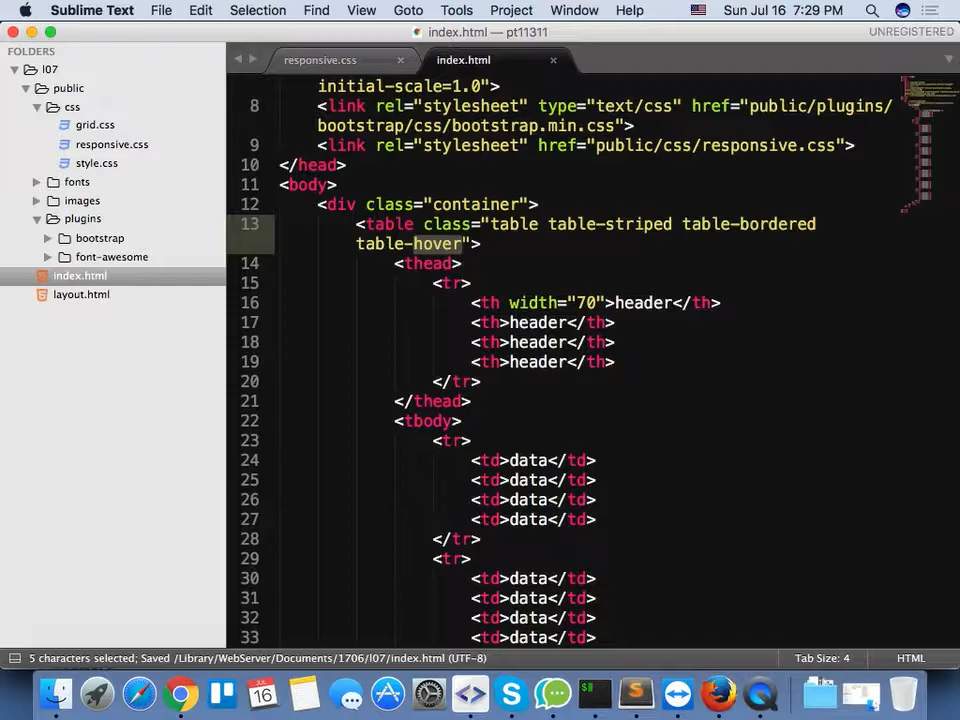 Sublime Text File Edit Selection Find View Goto Tools Project Window Help Sun Jul 16 7:29 PM
index.html — pt11311 UNREGISTERED
FOLDERS
l07
public
css
grid.css
responsive.css
style.css
fonts
images
plugins
bootstrap
font-awesome
index.html
layout.html
responsive.css × index.html ×
initial-scale=1.0">
8 <link rel="stylesheet" type="text/css" href="public/plugins/
bootstrap/css/bootstrap.min.css">
9 <link rel="stylesheet" href="public/css/responsive.css">
10 </head>
11 <body>
12 <div class="container">
13 <table class="table table-striped table-bordered
table-hover">
14 <thead>
15 <tr>
16 <th width="70">header</th>
17 <th>header</th>
18 <th>header</th>
19 <th>header</th>
20 </tr>
21 </thead>
22 <tbody>
23 <tr>
24 <td>data</td>
25 <td>data</td>
26 <td>data</td>
27 <td>data</td>
28 </tr>
29 <tr>
30 <td>data</td>
31 <td>data</td>
32 <td>data</td>
33 <td>data</td>
5 characters selected; Saved /Library/WebServer/Documents/1706/l07/index.html (UTF-8) Tab Size: 4 HTML
16